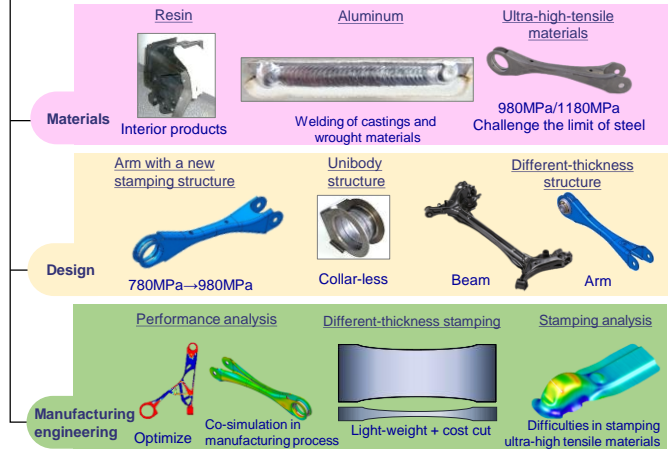 Resin
Aluminum
Ultra-high-tensile
materials
Materials
Interior products
Welding of castings and
wrought materials
980MPa/1180MPa
Challenge the limit of steel
Arm with a new
stamping structure
Unibody
structure
Different-thickness
structure
Design
780MPa→980MPa
Collar-less
Beam
Arm
Performance analysis
Different-thickness stamping
Stamping analysis
Manufacturing
engineering
Optimize
Co-simulation in
manufacturing process
Light-weight + cost cut
Difficulties in stamping
ultra-high tensile materials